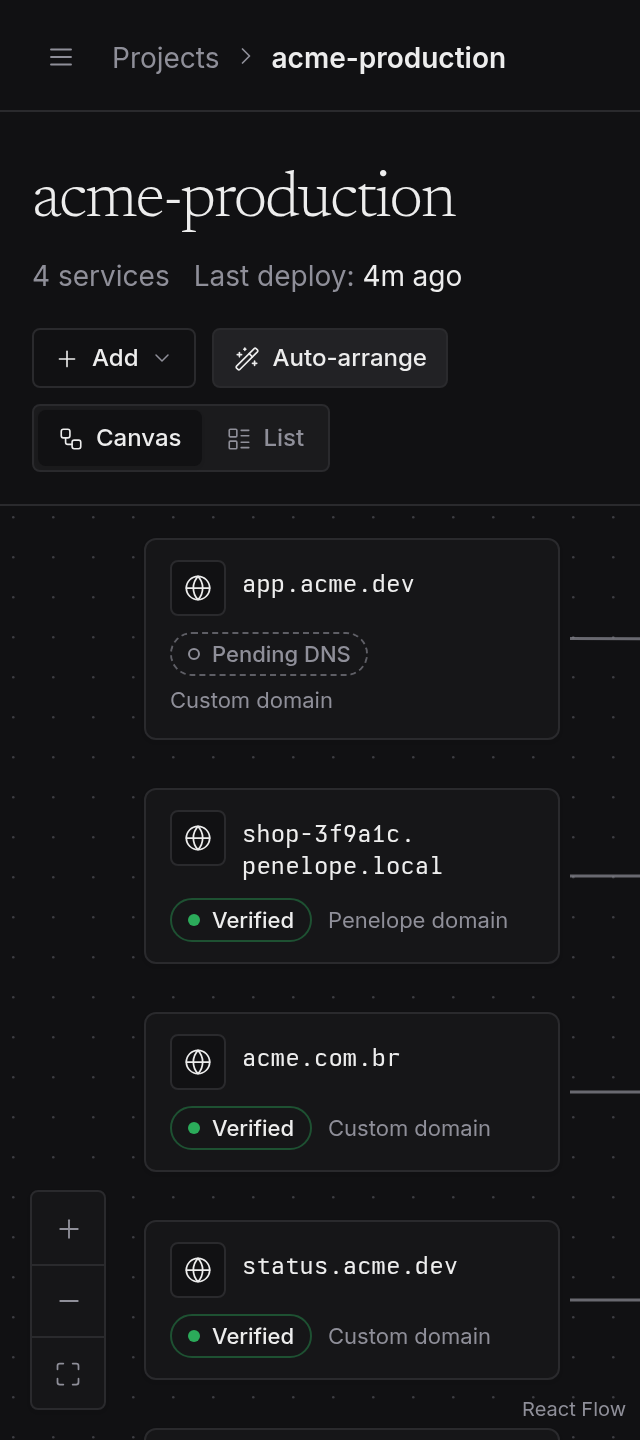 Projects > acme-production
acme-production
4 services Last deploy: 4m ago
Add Auto-arrange
Canvas List
app.acme.dev
Pending DNS
Custom domain
shop-3f9a1c.
penelope.local
Verified Penelope domain
acme.com.br
Verified Custom domain
status.acme.dev
Verified Custom domain
React Flow